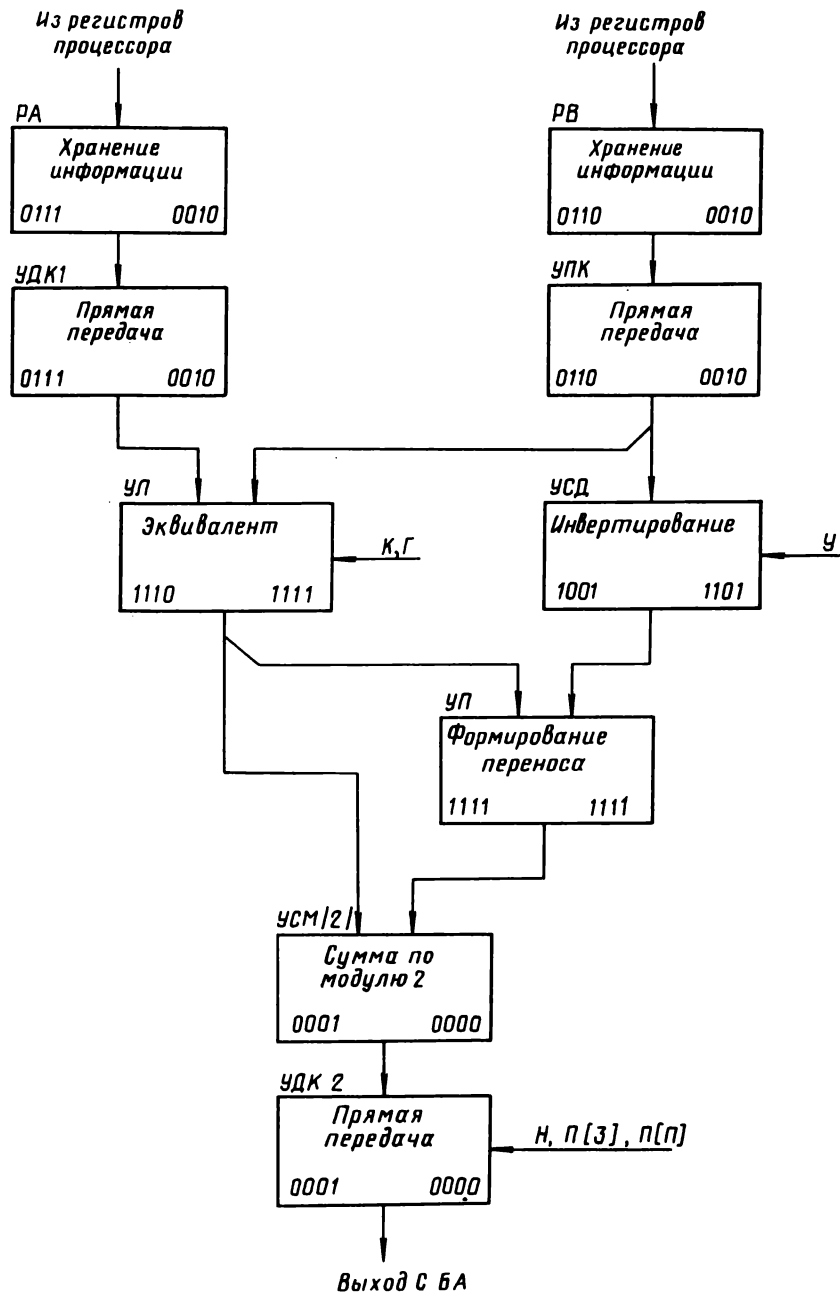 Из регистров
процессора
Из регистров
процессора
РА
Хранение
информации
0111 0010
РВ
Хранение
информации
0110 0010
УДК1
Прямая
передача
0111 0010
УПК
Прямая
передача
0110 0010
УЛ
Эквивалент
1110 1111
К,Г
УСД
Инвертирование
1001 1101
У
УП
Формирование
переноса
1111 1111
УСМ|2|
Сумма по
модулю 2
0001 0000
УДК 2
Прямая
передача
0001 0000
Н, П[3], П[П]
Выход С БА